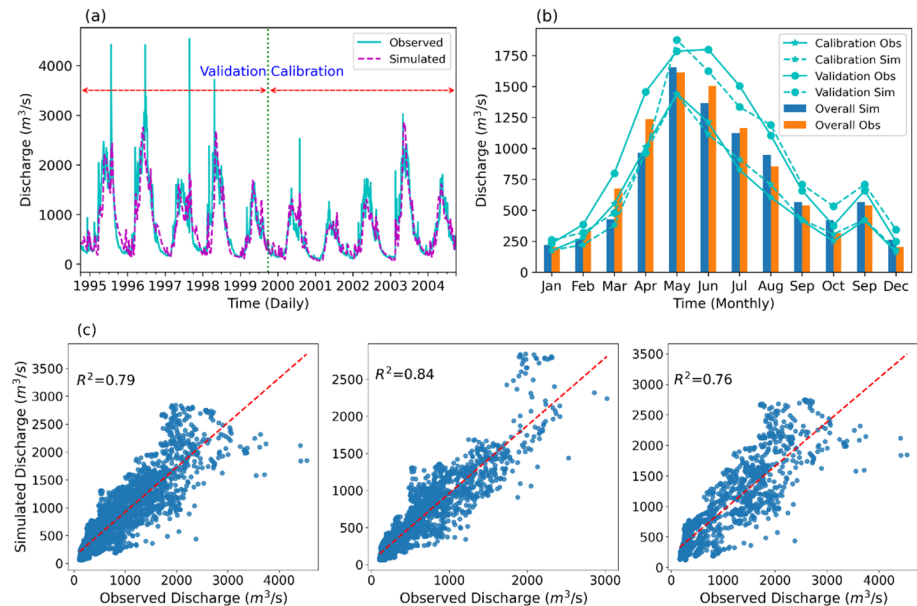 (a)
Observed
Simulated
Validation Calibration
Discharge (m³/s)
4000
3000
2000
1000
0
1995 1996 1997 1998 1999 2000 2001 2002 2003 2004
Time (Daily)
(b)
Calibration Obs
Calibration Sim
Validation Obs
Validation Sim
Overall Sim
Overall Obs
Discharge (m³/s)
1750
1500
1250
1000
750
500
250
0
Jan Feb Mar Apr May Jun Jul Aug Sep Oct Sep Dec
Time (Monthly)
(c)
R²=0.79
Simulated Discharge (m³/s)
3500
3000
2500
2000
1500
1000
500
0
0 1000 2000 3000 4000
Observed Discharge (m³/s)
R²=0.84
2500
2000
1500
1000
500
0
0 1000 2000 3000
Observed Discharge (m³/s)
R²=0.76
3500
3000
2500
2000
1500
1000
500
0
0 1000 2000 3000 4000
Observed Discharge (m³/s)